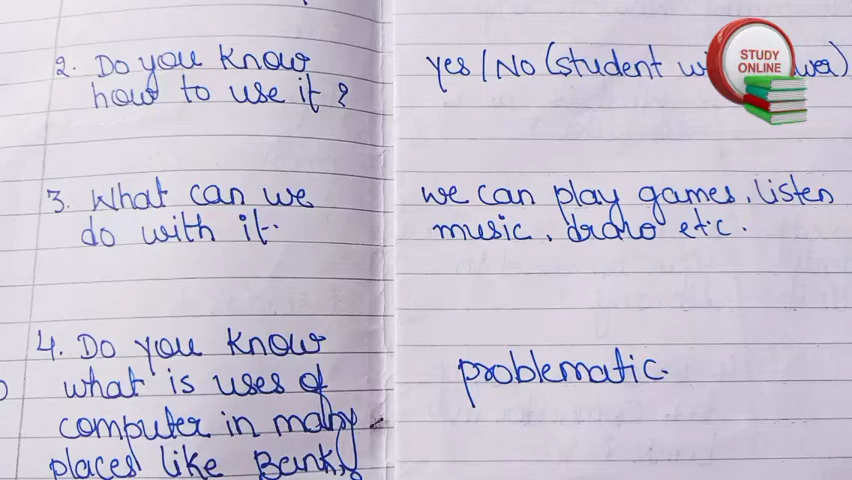 2. Do you know
how to use it?
3. What can we
do with it.
4. Do you know
what is uses of
computer in many
places like Bank,
yes/No (student
we can play games, listen
music, draw etc.
problematic.
STUDY
ONLINE